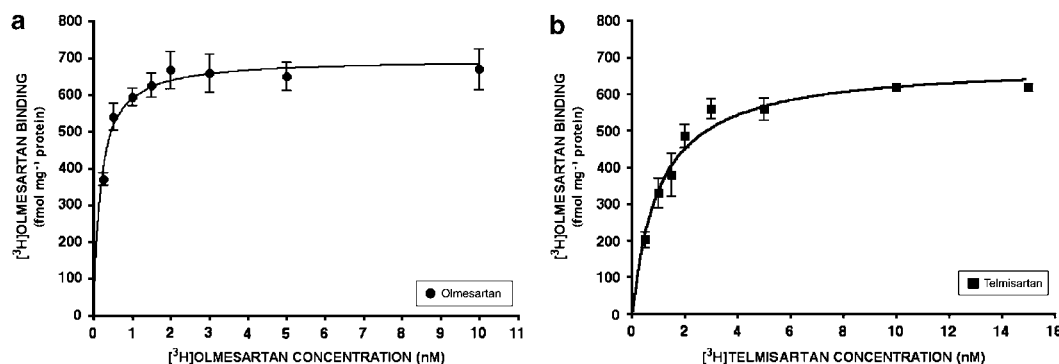 a
800
700
600
500
400
300
200
100
0
[³H]OLMESARTAN BINDING
(fmol mg⁻¹ protein)
Olmesartan
0 1 2 3 4 5 6 7 8 9 10 11
[³H]OLMESARTAN CONCENTRATION (nM)
b
800
700
600
500
400
300
200
100
0
[³H]OLMESARTAN BINDING
(fmol mg⁻¹ protein)
Telmisartan
0 2 4 6 8 10 12 14 16
[³H]TELMISARTAN CONCENTRATION (nM)